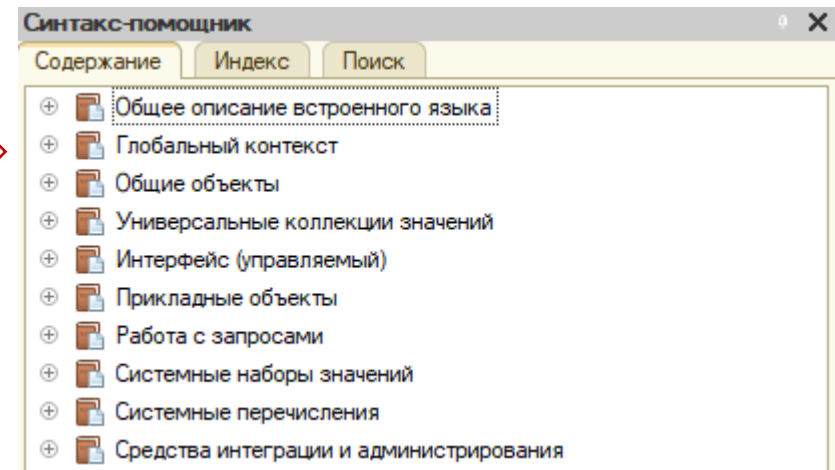 Синтакс-помощник
Содержание Индекс Поиск
Общее описание встроенного языка
Глобальный контекст
Общие объекты
Универсальные коллекции значений
Интерфейс (управляемый)
Прикладные объекты
Работа с запросами
Системные наборы значений
Системные перечисления
Средства интеграции и администрирования